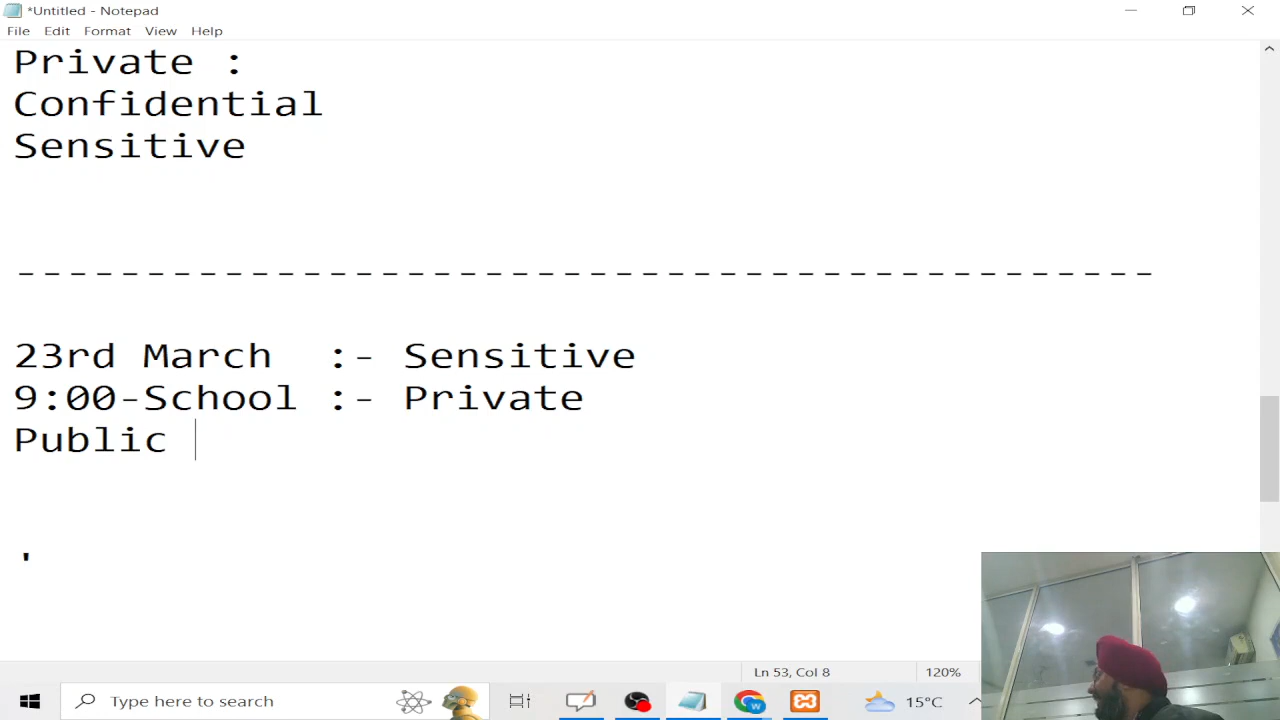 *Untitled - Notepad
File Edit Format View Help
Private :
Confidential
Sensitive
---------------------------------------------
23rd March :- Sensitive
9:00-School :- Private
Public
'
Ln 53, Col 8 120%
Type here to search 15°C